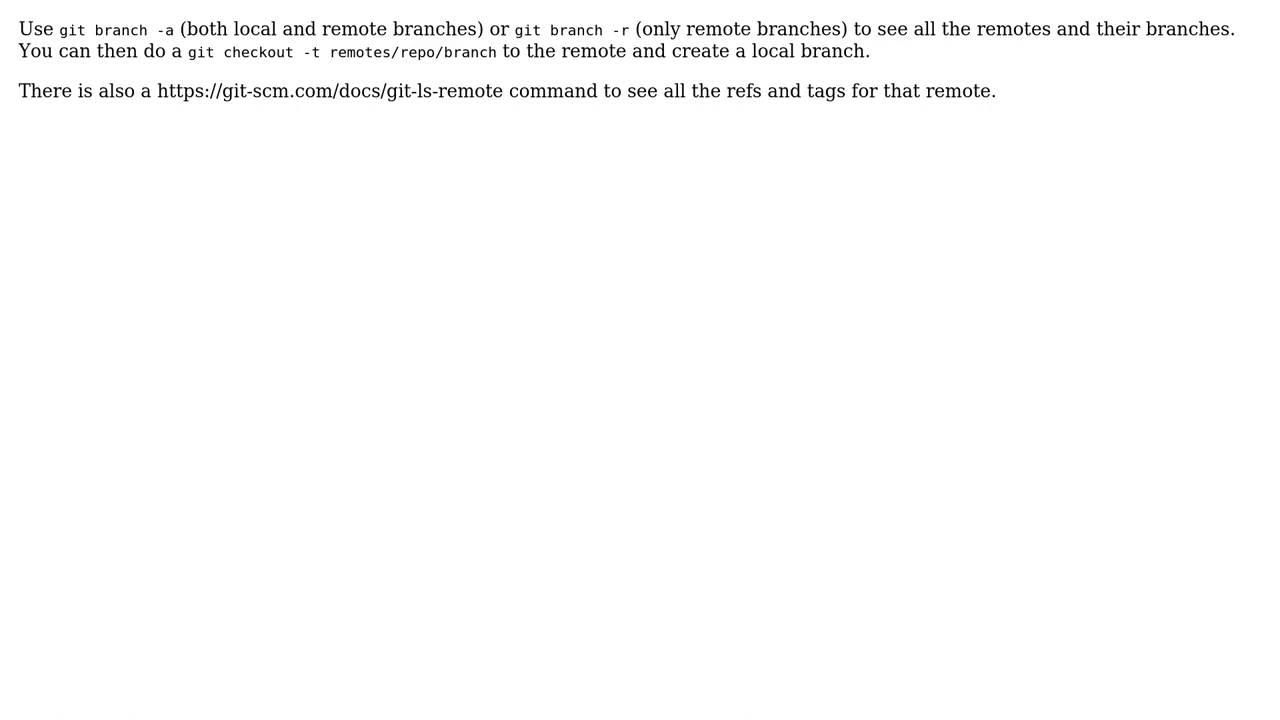 Use git branch -a (both local and remote branches) or git branch -r (only remote branches) to see all the remotes and their branches.
You can then do a git checkout -t remotes/repo/branch to the remote and create a local branch.
There is also a https://git-scm.com/docs/git-ls-remote command to see all the refs and tags for that remote.